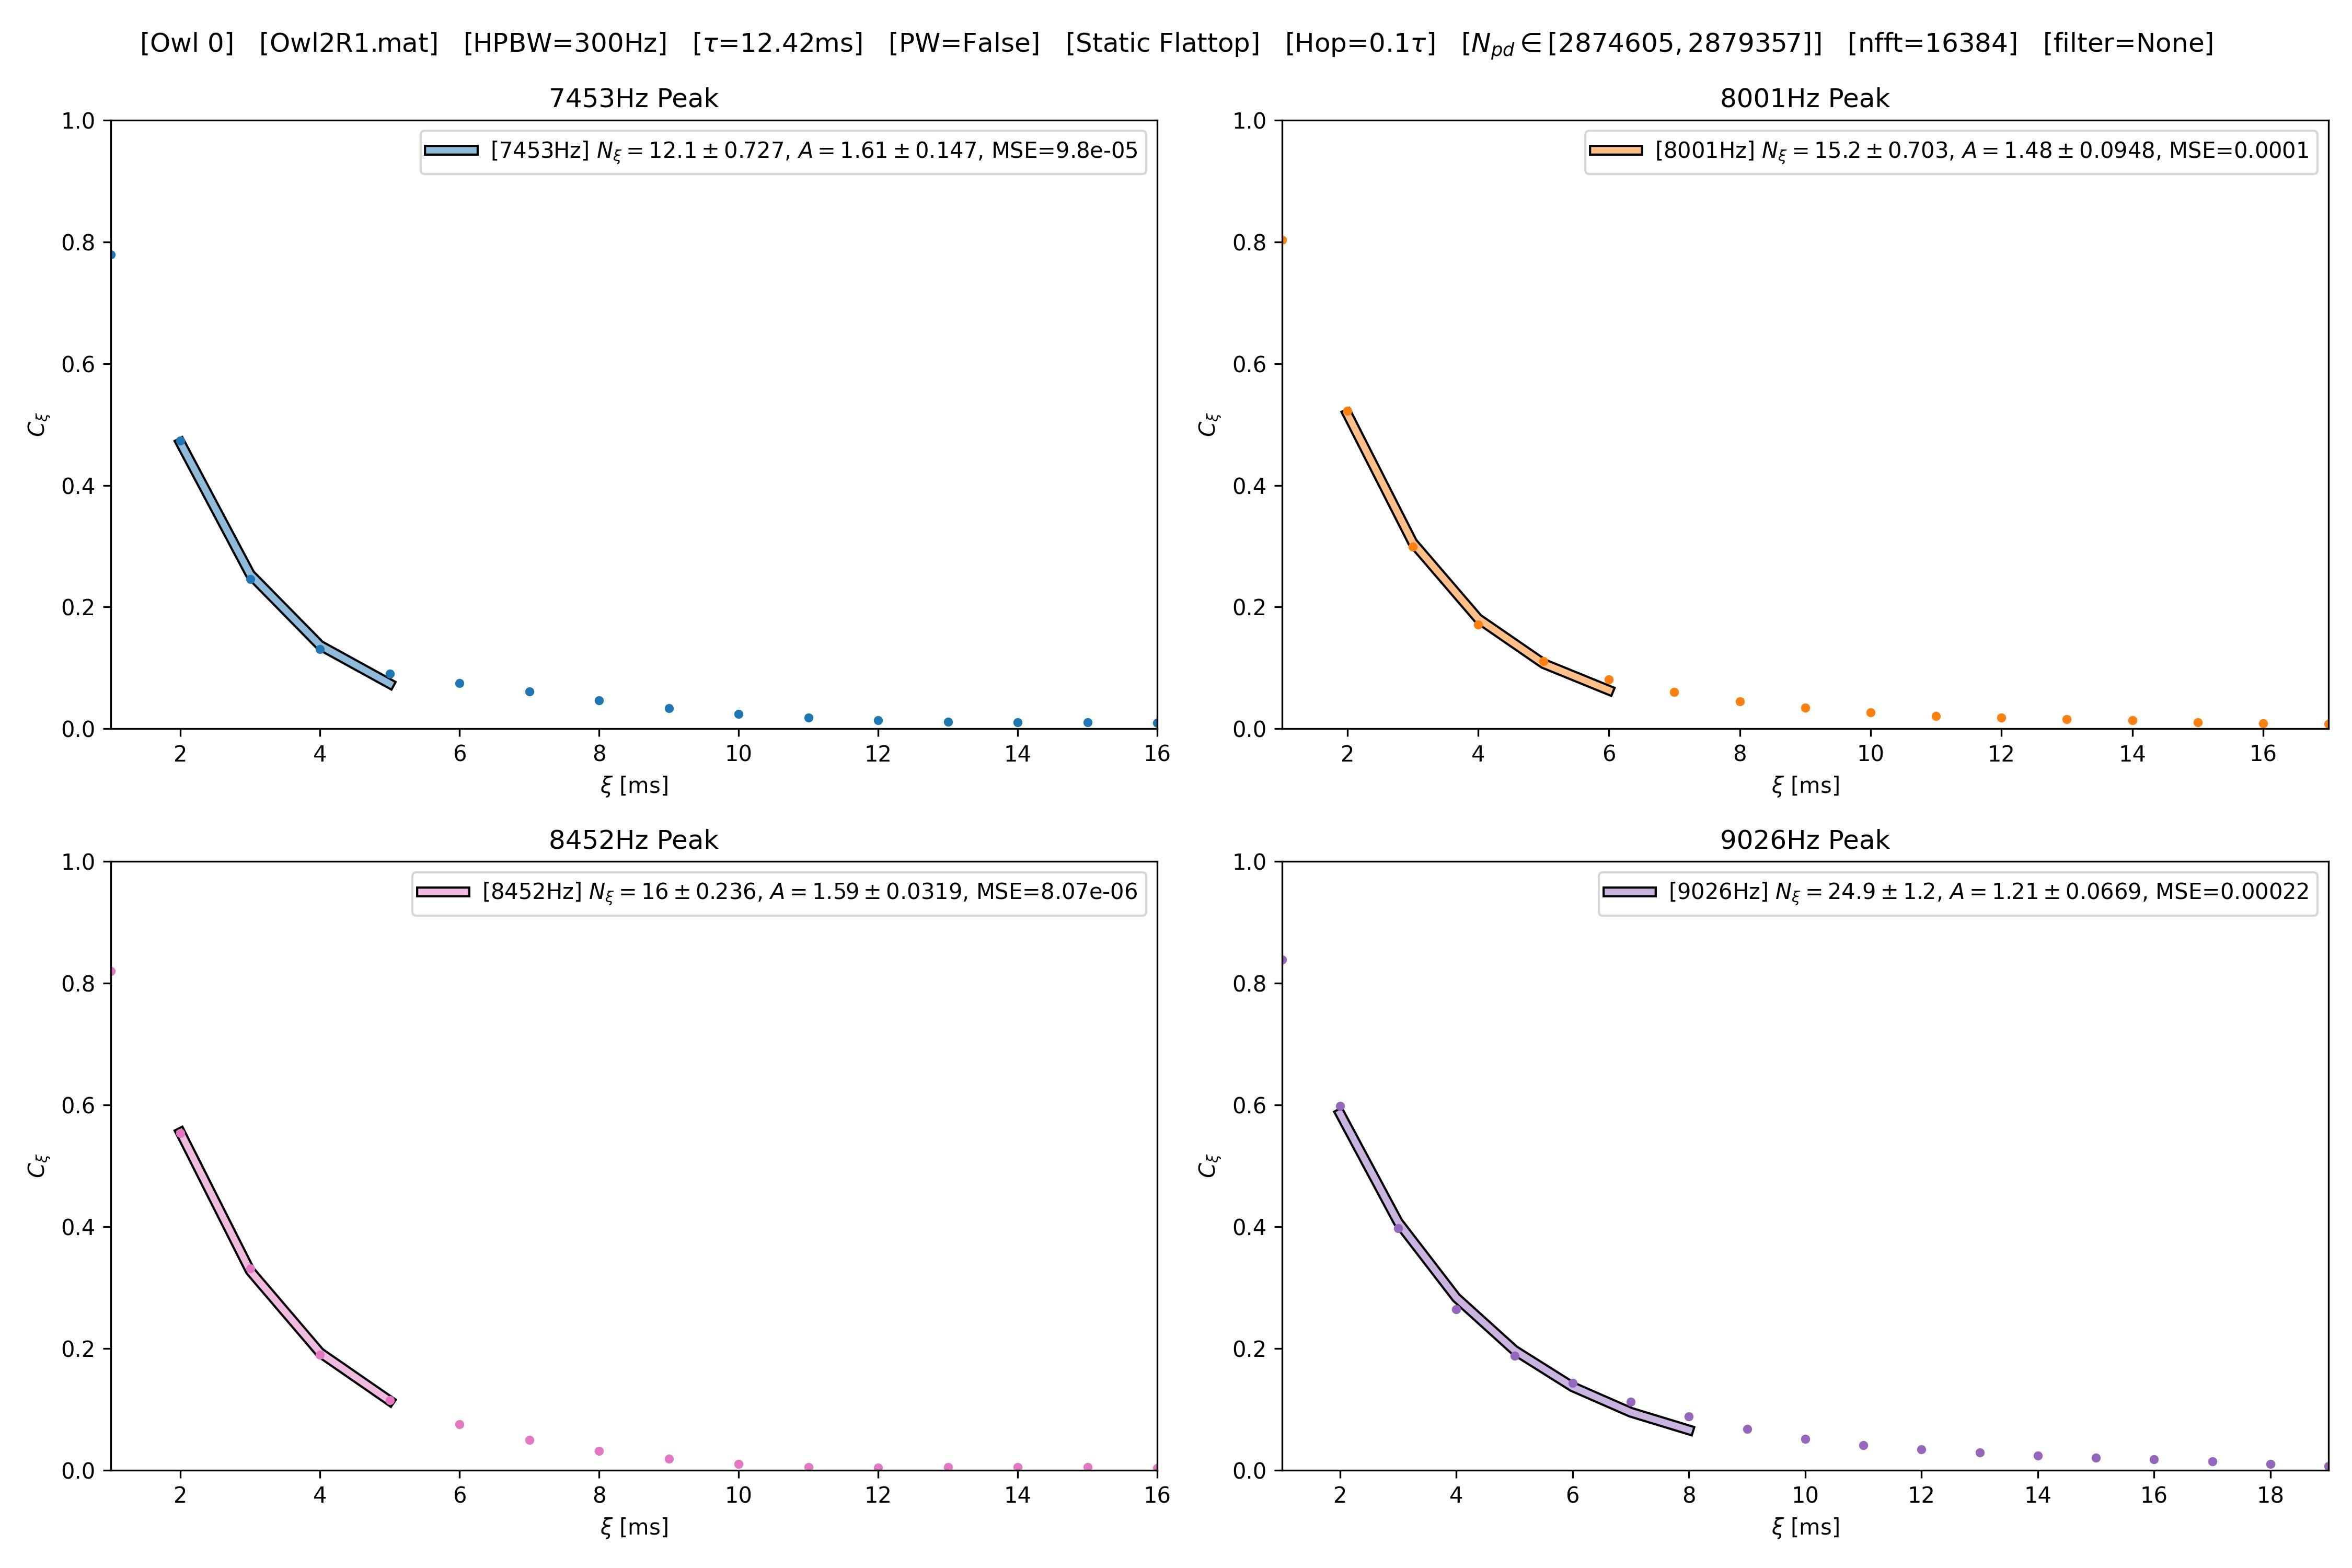 [Owl 0] [Owl2R1.mat] [HPBW=300Hz] [τ=12.42ms] [PW=False] [Static Flattop] [Hop=0.1τ] [N_pd ∈ [2874605, 2879357]] [nfft=16384] [filter=None]
7453Hz Peak
[7453Hz] N_ξ = 12.1 ± 0.727, A = 1.61 ± 0.147, MSE=9.8e-05
1.0
0.8
0.6
0.4
0.2
0.0
C_ξ
2 4 6 8 10 12 14 16
ξ [ms]
8001Hz Peak
[8001Hz] N_ξ = 15.2 ± 0.703, A = 1.48 ± 0.0948, MSE=0.0001
1.0
0.8
0.6
0.4
0.2
0.0
C_ξ
2 4 6 8 10 12 14 16
ξ [ms]
8452Hz Peak
[8452Hz] N_ξ = 16 ± 0.236, A = 1.59 ± 0.0319, MSE=8.07e-06
1.0
0.8
0.6
0.4
0.2
0.0
C_ξ
2 4 6 8 10 12 14 16
ξ [ms]
9026Hz Peak
[9026Hz] N_ξ = 24.9 ± 1.2, A = 1.21 ± 0.0669, MSE=0.00022
1.0
0.8
0.6
0.4
0.2
0.0
C_ξ
2 4 6 8 10 12 14 16 18
ξ [ms]